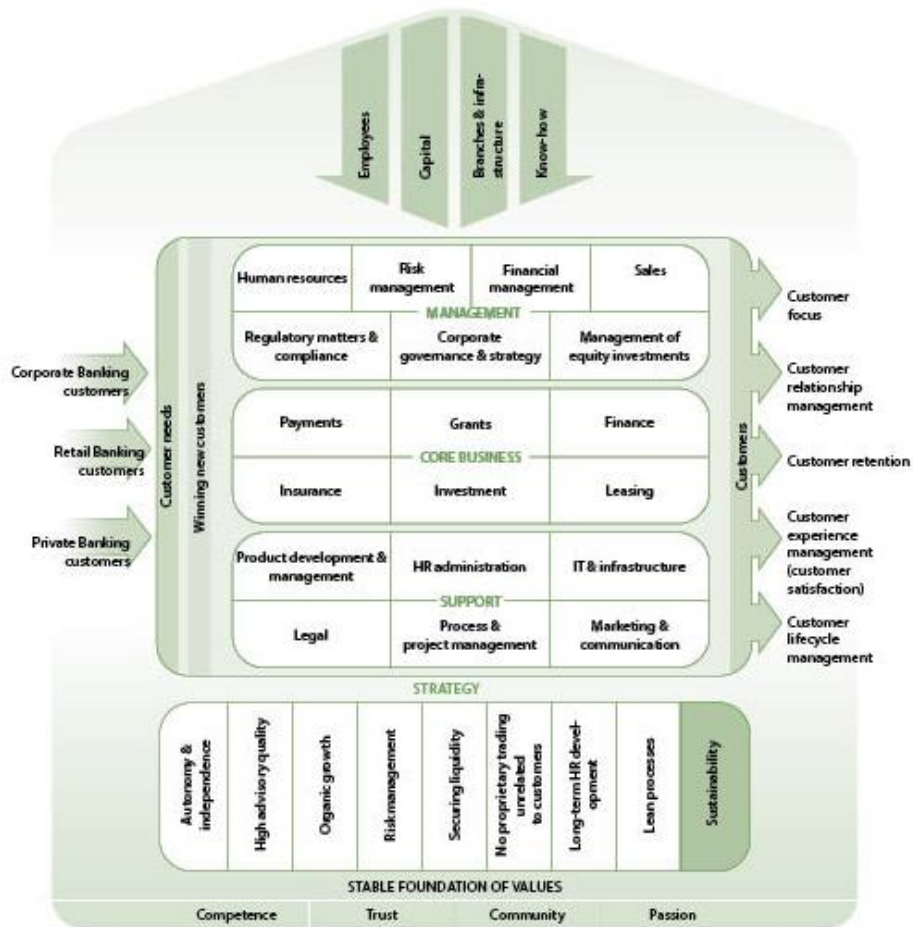 Employees
Capital
Branches & infra-
structure
Know-how
Corporate Banking
customers
Retail Banking
customers
Private Banking
customers
Customer needs
Winning new customers
Human resources
Risk
management
Financial
management
Sales
MANAGEMENT
Regulatory matters &
compliance
Corporate
governance & strategy
Management of
equity investments
Payments
Grants
Finance
CORE BUSINESS
Insurance
Investment
Leasing
Product development &
management
HR administration
IT & infrastructure
SUPPORT
Legal
Process &
project management
Marketing &
communication
Customers
Customer
focus
Customer
relationship
management
Customer retention
Customer
experience
management
(customer
satisfaction)
Customer
lifecycle
management
STRATEGY
Autonomy &
independence
High advisory quality
Organic growth
Risk management
Securing liquidity
No proprietary trading
unrelated
to customers
Long-term HR devel-
opment
Lean processes
Sustainability
STABLE FOUNDATION OF VALUES
Competence
Trust
Community
Passion